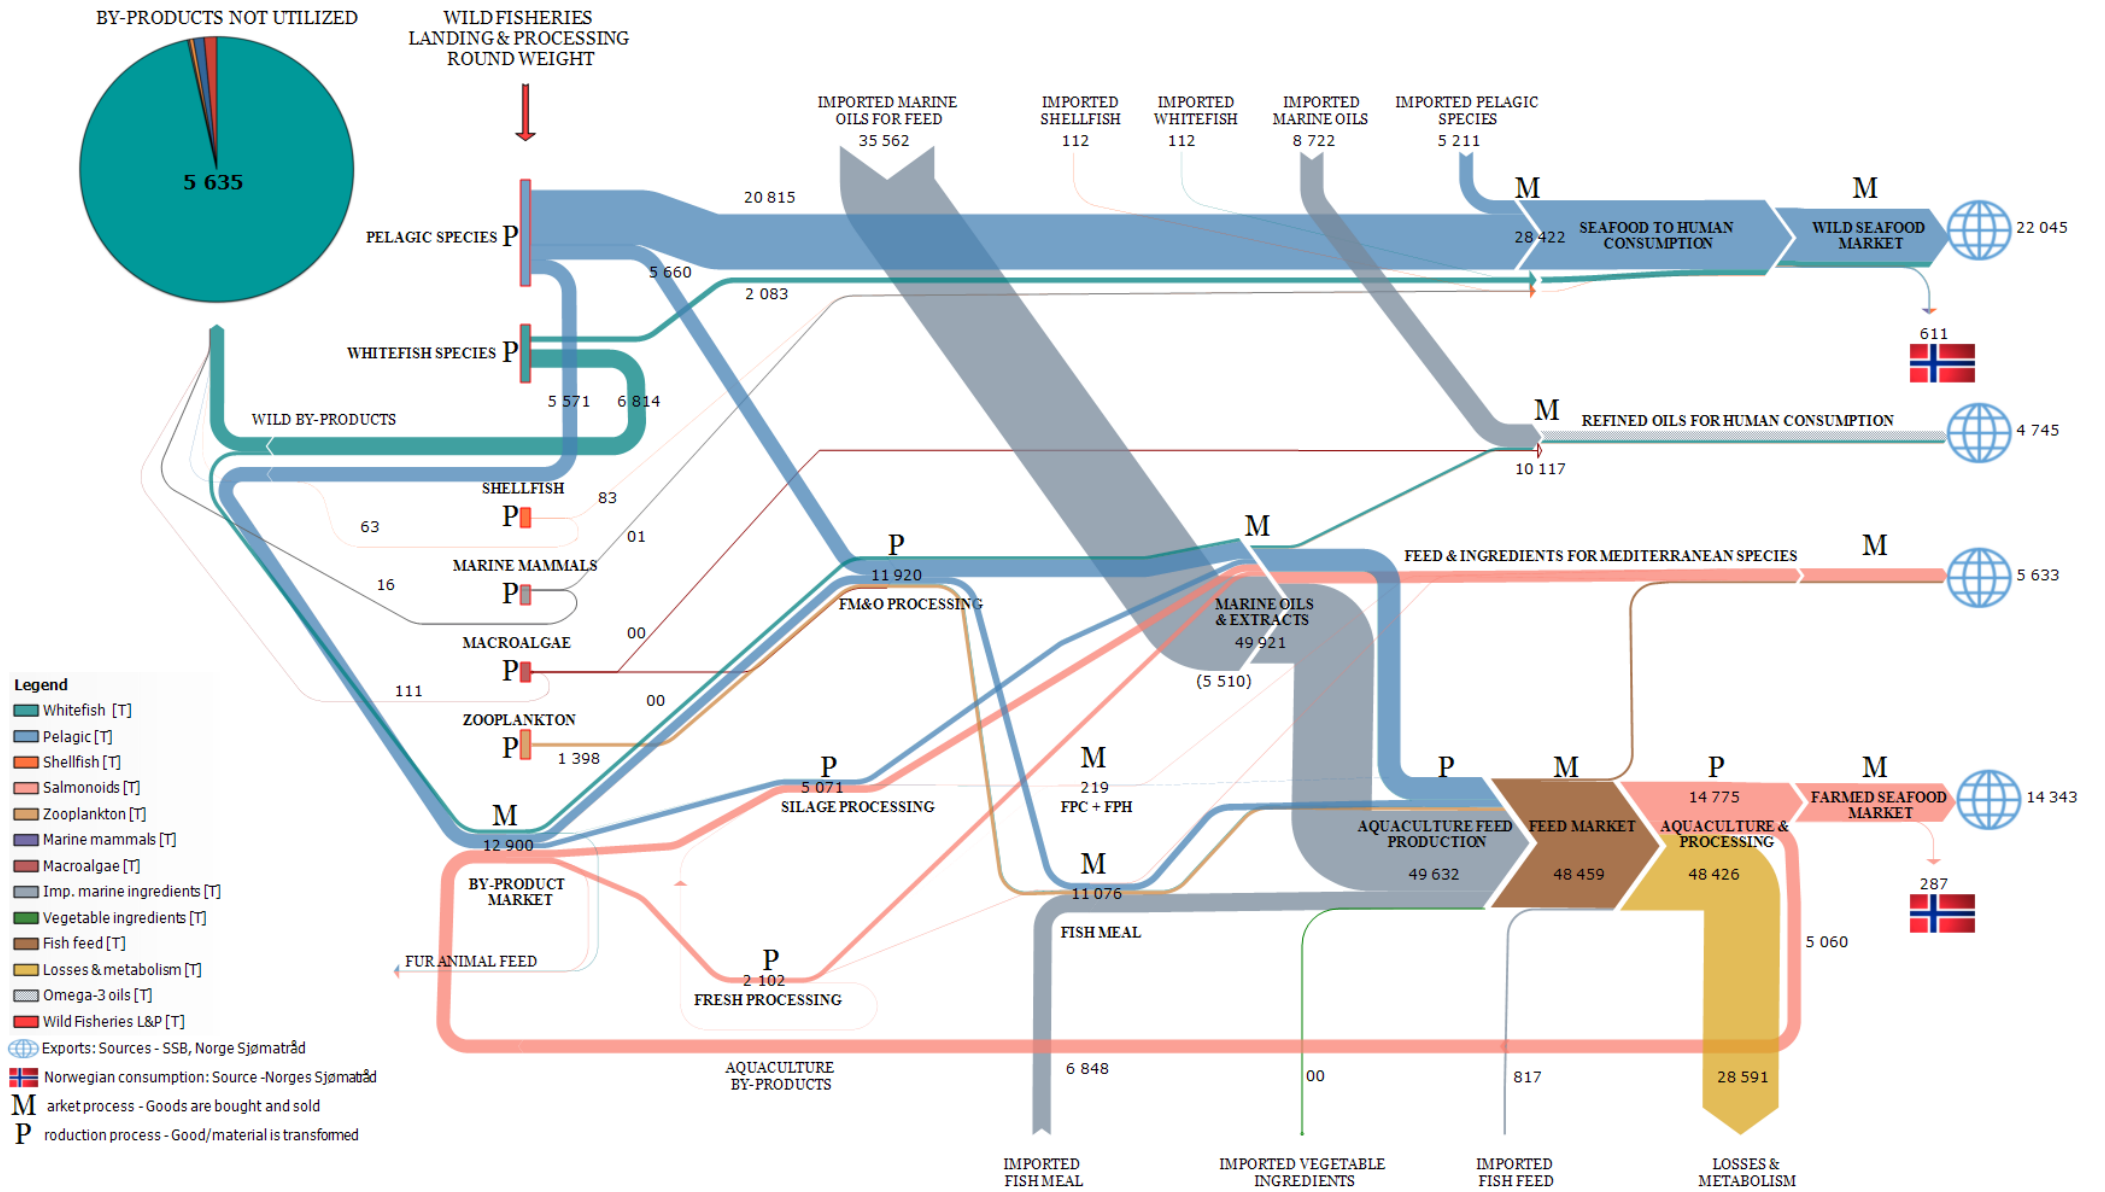 BY-PRODUCTS NOT UTILIZED
5 635
WILD FISHERIES
LANDING & PROCESSING
ROUND WEIGHT
IMPORTED MARINE
OILS FOR FEED
35 562
IMPORTED
SHELLFISH
112
IMPORTED
WHITEFISH
112
IMPORTED
MARINE OILS
8 722
IMPORTED PELAGIC
SPECIES
5 211
PELAGIC SPECIES P
20 815
5 660
2 083
M
28 422
SEAFOOD TO HUMAN
CONSUMPTION
M
WILD SEAFOOD
MARKET
22 045
611
WHITEFISH SPECIES P
5 571
6 814
WILD BY-PRODUCTS
M
REFINED OILS FOR HUMAN CONSUMPTION
4 745
10 117
SHELLFISH
P
83
63
MARINE MAMMALS
P
01
16
MACROALGAE
P
00
111
ZOOPLANKTON
P
00
1 398
P
11 920
FM&O PROCESSING
M
MARINE OILS
& EXTRACTS
49 921
(5 510)
FEED & INGREDIENTS FOR MEDITERRANEAN SPECIES
M
5 633
M
12 900
BY-PRODUCT
MARKET
FUR ANIMAL FEED
P
5 071
SILAGE PROCESSING
P
2 102
FRESH PROCESSING
M
219
FPC + FPH
M
11 076
FISH MEAL
P
AQUACULTURE FEED
PRODUCTION
49 632
M
FEED MARKET
48 459
P
14 775
AQUACULTURE &
PROCESSING
48 426
M
FARMED SEAFOOD
MARKET
14 343
287
5 060
AQUACULTURE
BY-PRODUCTS
6 848
00
817
28 591
IMPORTED
FISH MEAL
IMPORTED VEGETABLE
INGREDIENTS
IMPORTED
FISH FEED
LOSSES &
METABOLISM
Legend
Whitefish [T]
Pelagic [T]
Shellfish [T]
Salmonoids [T]
Zooplankton [T]
Marine mammals [T]
Macroalgae [T]
Imp. marine ingredients [T]
Vegetable ingredients [T]
Fish feed [T]
Losses & metabolism [T]
Omega-3 oils [T]
Wild Fisheries L&P [T]
Exports: Sources - SSB, Norge Sjømatråd
Norwegian consumption: Source -Norges Sjømatråd
M arket process - Goods are bought and sold
P roduction process - Good/material is transformed